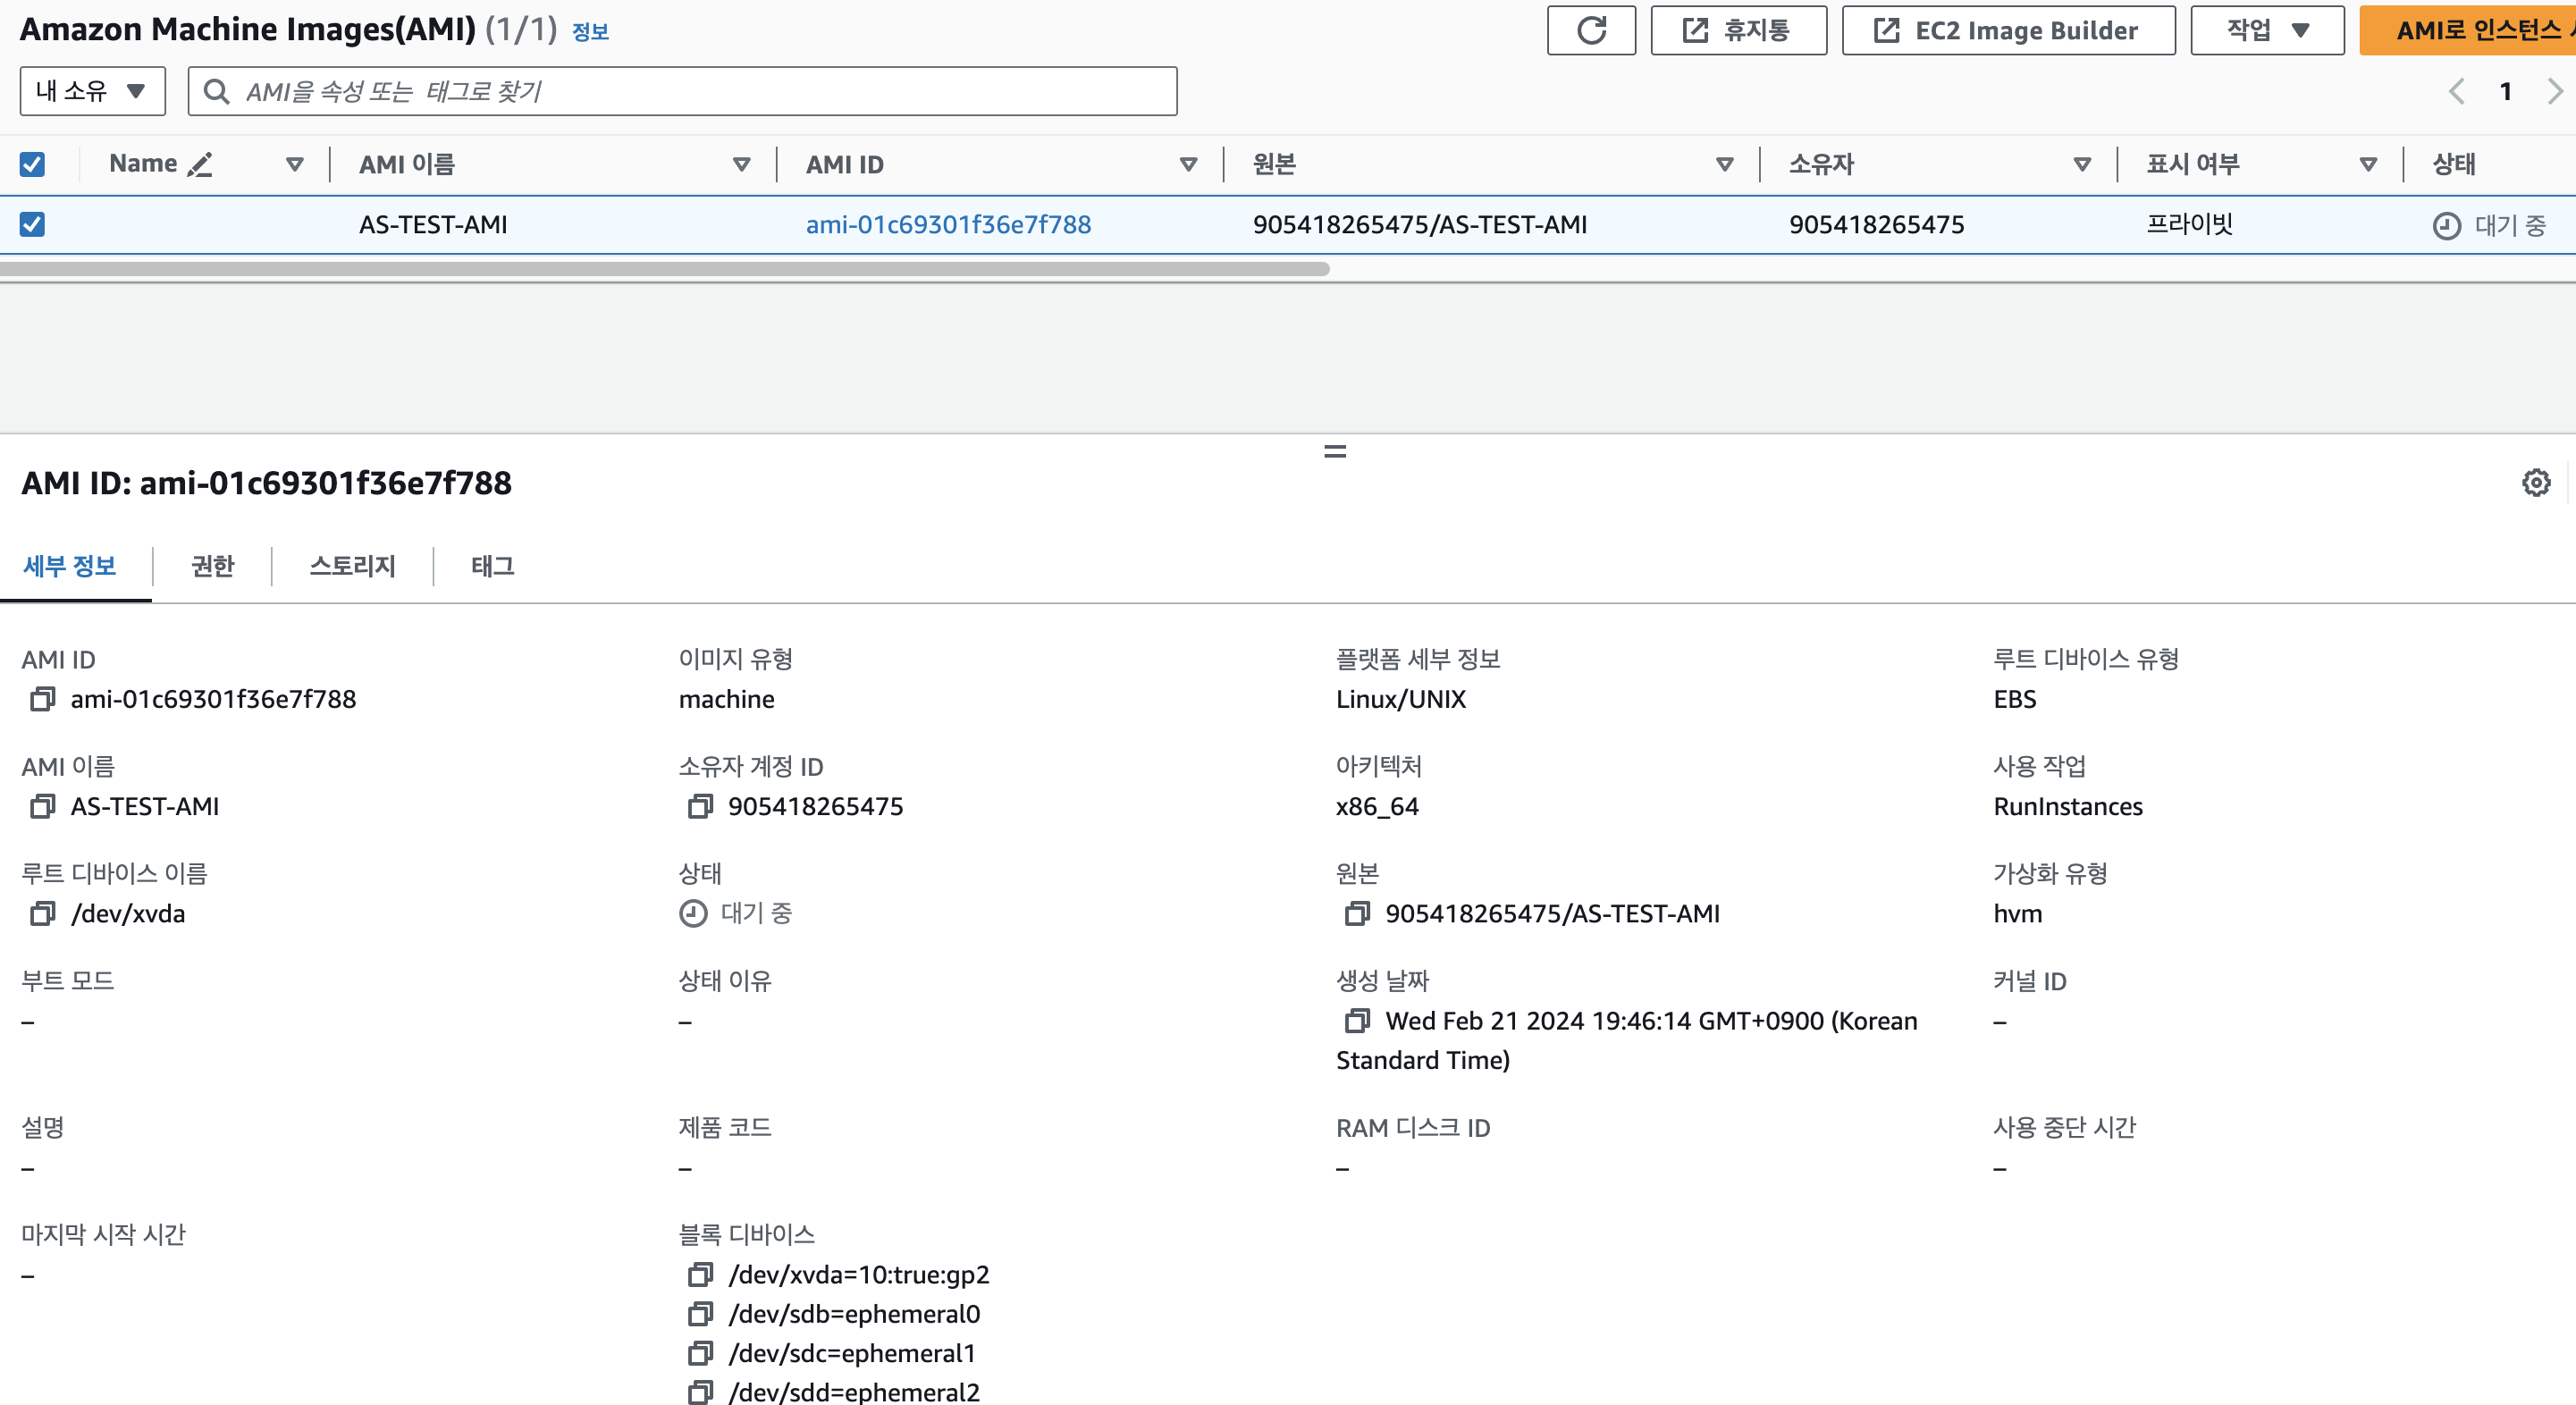 Amazon Machine Images(AMI) (1/1) 정보
휴지통
EC2 Image Builder
작업
AMI로 인스턴스
내 소유
AMI을 속성 또는 태그로 찾기
1
Name
AMI 이름
AMI ID
원본
소유자
표시 여부
상태
AS-TEST-AMI
ami-01c69301f36e7f788
905418265475/AS-TEST-AMI
905418265475
프라이빗
대기 중
AMI ID: ami-01c69301f36e7f788
세부 정보
권한
스토리지
태그
AMI ID
ami-01c69301f36e7f788
이미지 유형
machine
플랫폼 세부 정보
Linux/UNIX
루트 디바이스 유형
EBS
AMI 이름
AS-TEST-AMI
소유자 계정 ID
905418265475
아키텍처
x86_64
사용 작업
RunInstances
루트 디바이스 이름
/dev/xvda
상태
대기 중
원본
905418265475/AS-TEST-AMI
가상화 유형
hvm
부트 모드
–
상태 이유
–
생성 날짜
Wed Feb 21 2024 19:46:14 GMT+0900 (Korean
Standard Time)
커널 ID
–
설명
–
제품 코드
–
RAM 디스크 ID
–
사용 중단 시간
–
마지막 시작 시간
–
블록 디바이스
/dev/xvda=10:true:gp2
/dev/sdb=ephemeral0
/dev/sdc=ephemeral1
/dev/sdd=ephemeral2